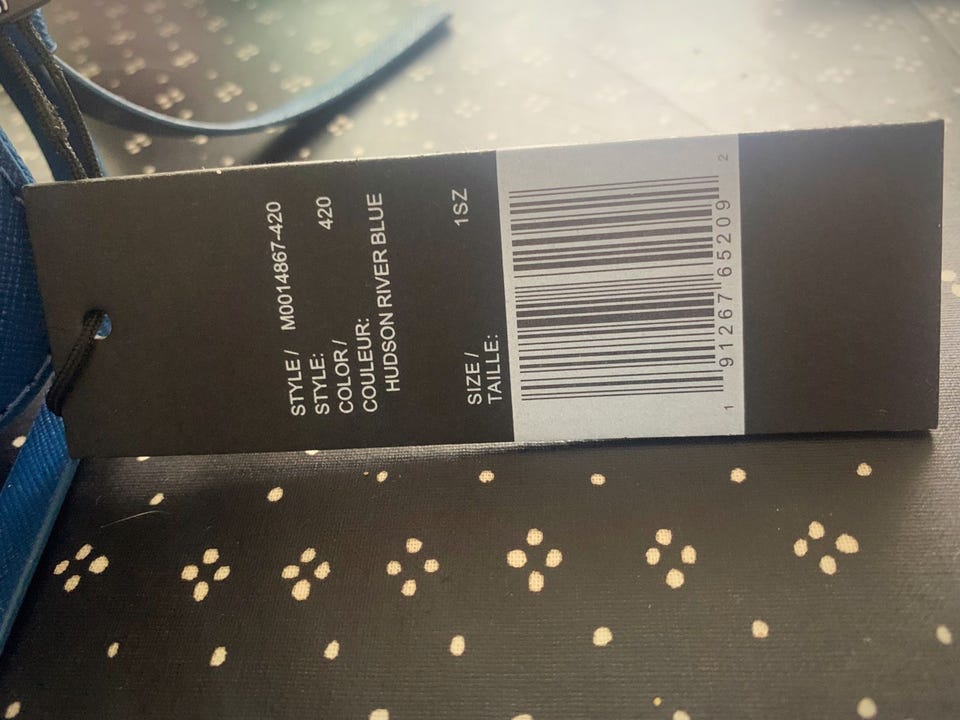 STYLE / M0014867-420
STYLE:
COLOR / 420
COULEUR:
HUDSON RIVER BLUE
SIZE / 1SZ
TAILLE:
1 91267 65209 2